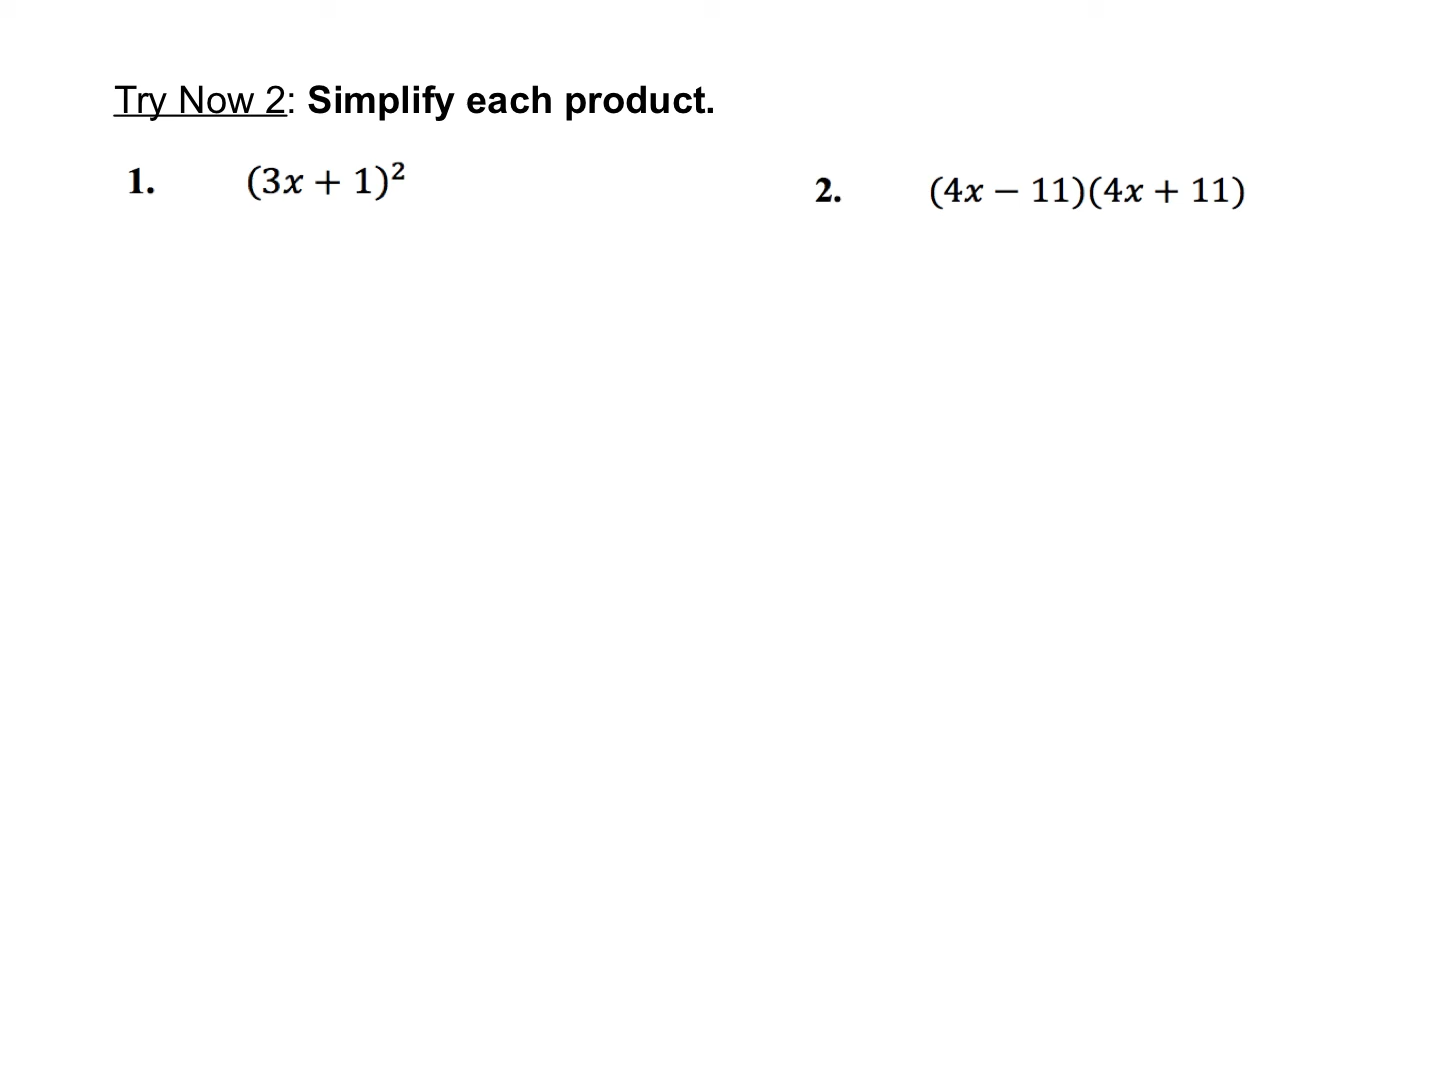 Try Now 2: Simplify each product.
1. (3x + 1)²
2. (4x − 11)(4x + 11)